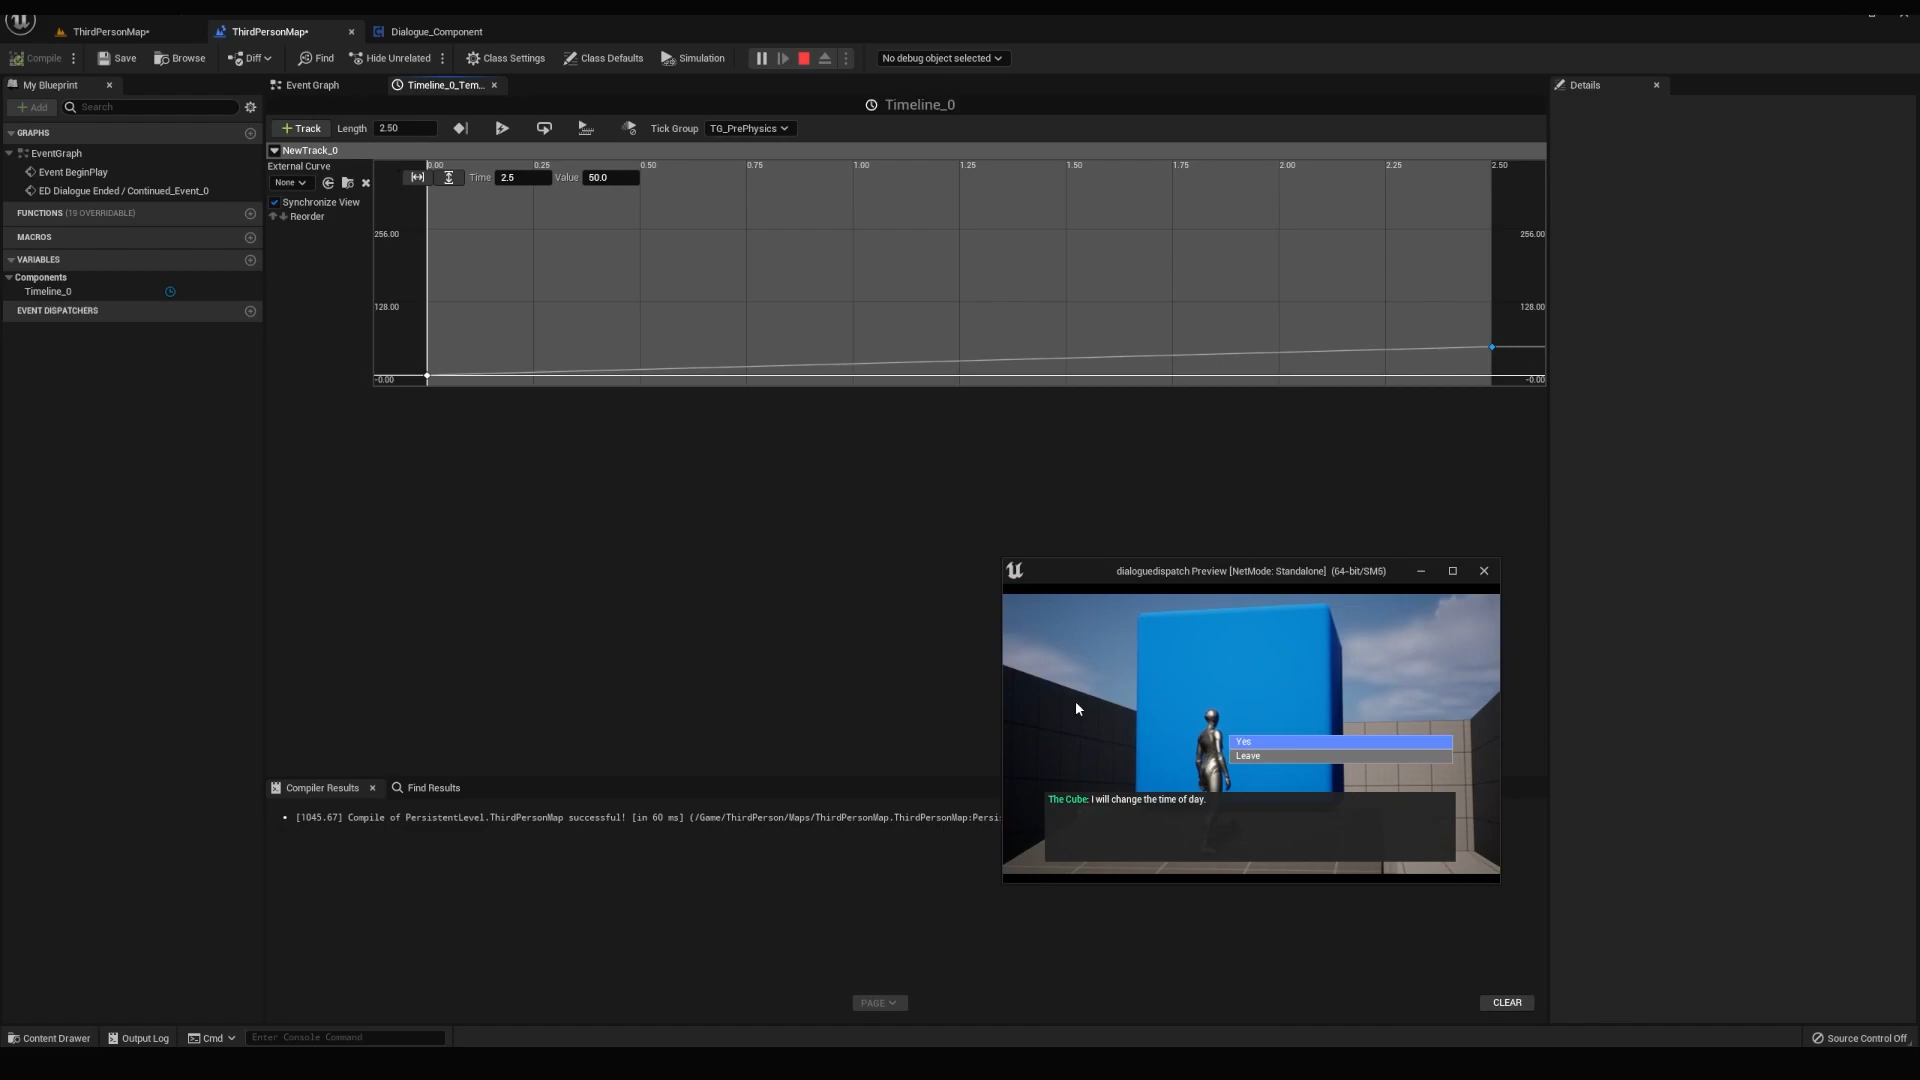 ThirdPersonMap•
ThirdPersonMap•
Dialogue_Component
Compile
Save
Browse
Diff
Find
Hide Unrelated
Class Settings
Class Defaults
Simulation
No debug object selected
My Blueprint
Event Graph
Timeline_0_Tem...
Details
Add
Search
Timeline_0
Track
Length
2.50
Tick Group
TG_PrePhysics
GRAPHS
EventGraph
Event BeginPlay
ED Dialogue Ended / Continued_Event_0
FUNCTIONS (19 OVERRIDABLE)
MACROS
VARIABLES
Components
Timeline_0
EVENT DISPATCHERS
NewTrack_0
External Curve
None
Synchronize View
Reorder
0.00 0.25 0.50 0.75 1.00 1.25 1.50 1.75 2.00 2.25 2.50
Time 2.5 Value 50.0
256.00 256.00
128.00 128.00
-0.00 -0.00
dialoguedispatch Preview [NetMode: Standalone] (64-bit/SM5)
Yes
Leave
The Cube: I will change the time of day.
Compiler Results
Find Results
[1045.67] Compile of PersistentLevel.ThirdPersonMap successful! [in 60 ms] (/Game/ThirdPerson/Maps/ThirdPersonMap.ThirdPersonMap:Persi
PAGE
CLEAR
Content Drawer
Output Log
Cmd
Enter Console Command
Source Control Off